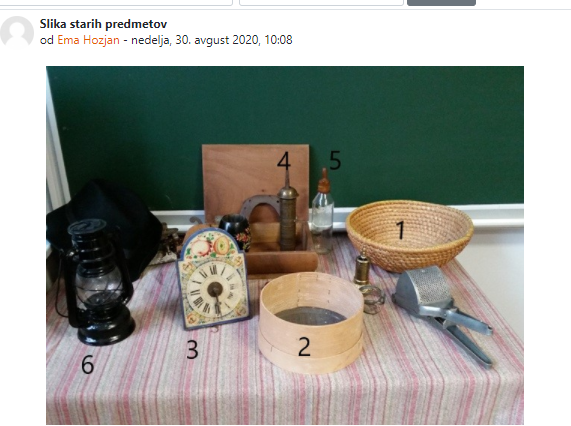 Slika starih predmetov
od Ema Hozjan - nedelja, 30. avgust 2020, 10:08
4 5
1
3 2
6